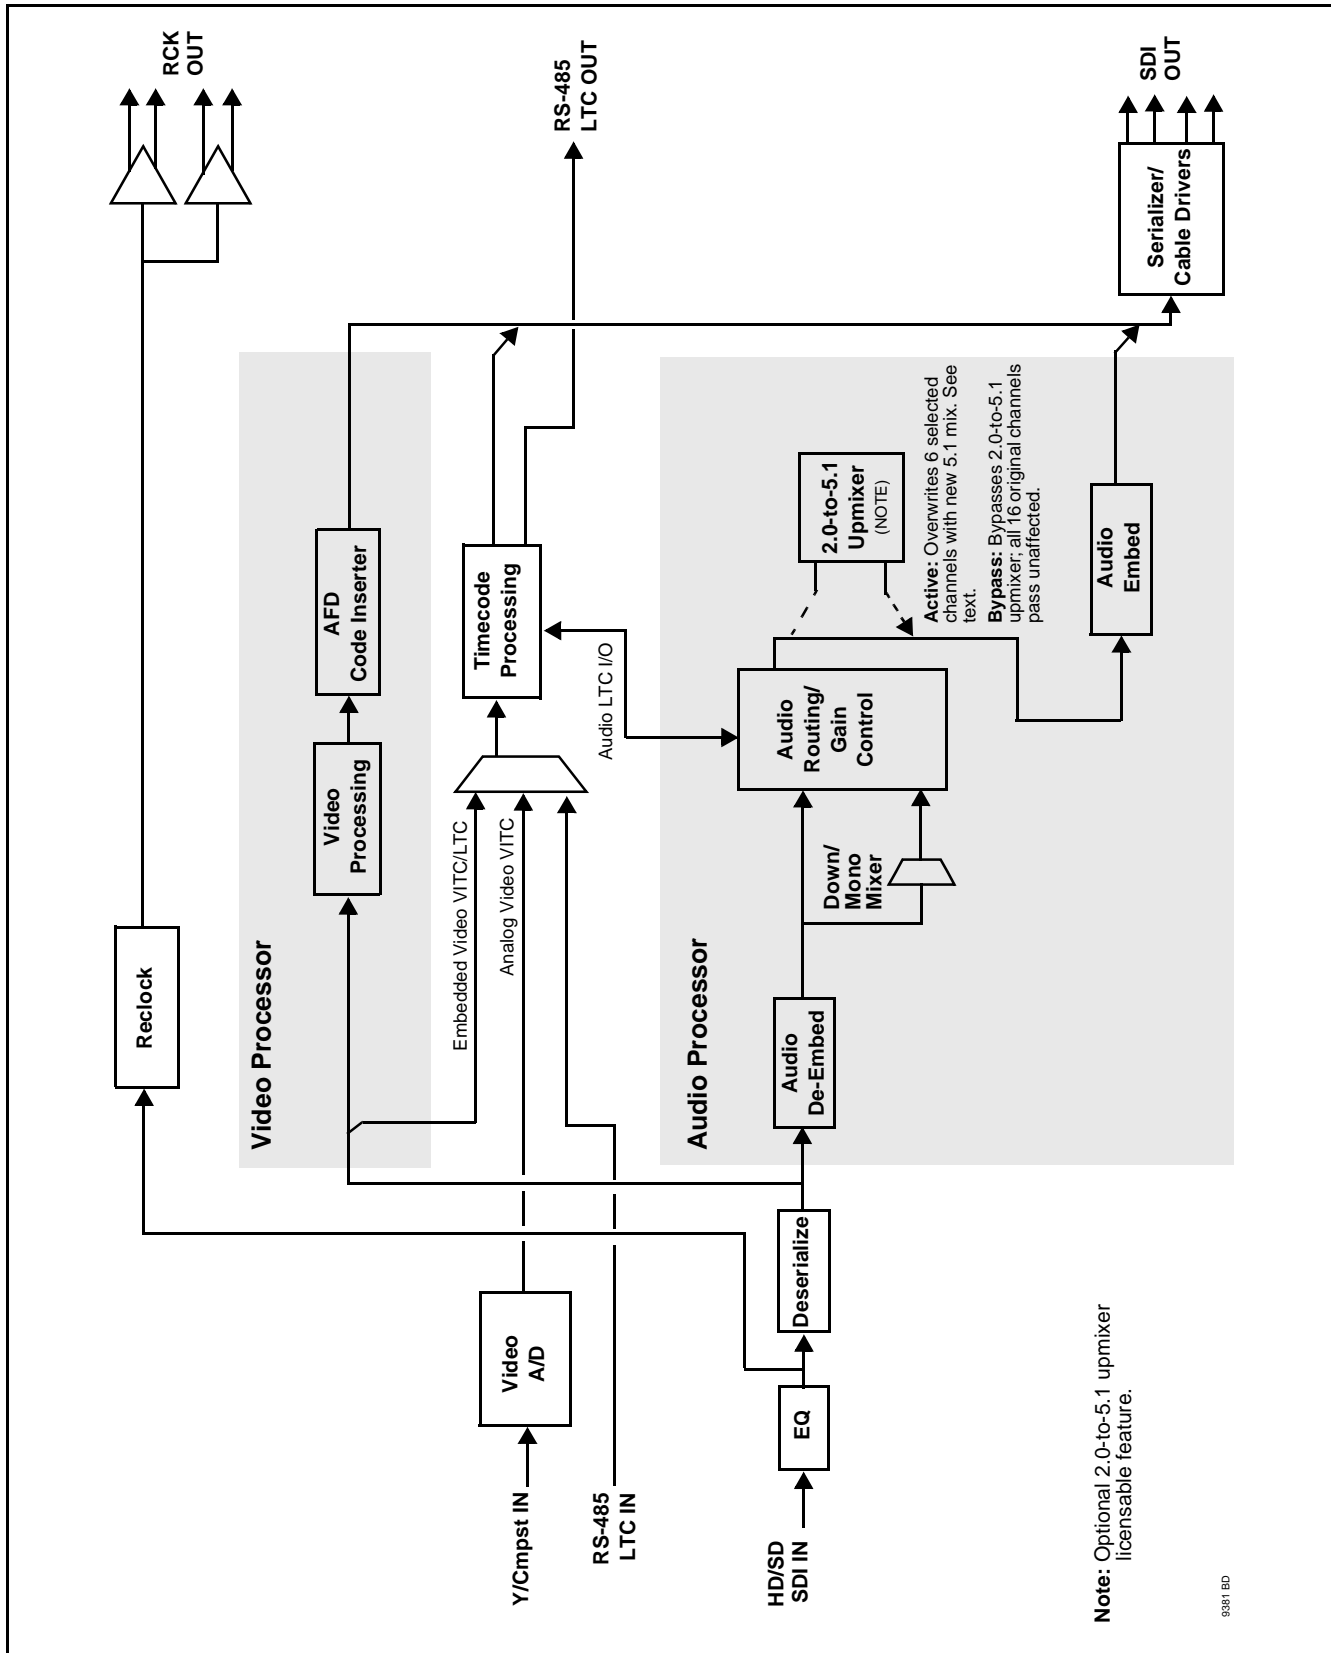 RCK
OUT
RS-485
LTC OUT
SDI
OUT
Serializer/
Cable Drivers
Video Processor
AFD
Code Inserter
Video
Processing
Timecode
Processing
Embedded Video VITC/LTC
Analog Video VITC
Audio LTC I/O
Reclock
Audio Processor
2.0-to-5.1
Upmixer
(NOTE)
Active: Overwrites 6 selected
channels with new 5.1 mix. See
text.
Bypass: Bypasses 2.0-to-5.1
upmixer; all 16 original channels
pass unaffected.
Audio
Embed
Audio
Routing/
Gain
Control
Down/
Mono
Mixer
Audio
De-Embed
Deserialize
EQ
Video
A/D
Y/Cmpst IN
RS-485
LTC IN
HD/SD
SDI IN
Note: Optional 2.0-to-5.1 upmixer
licensable feature.
9381 BD